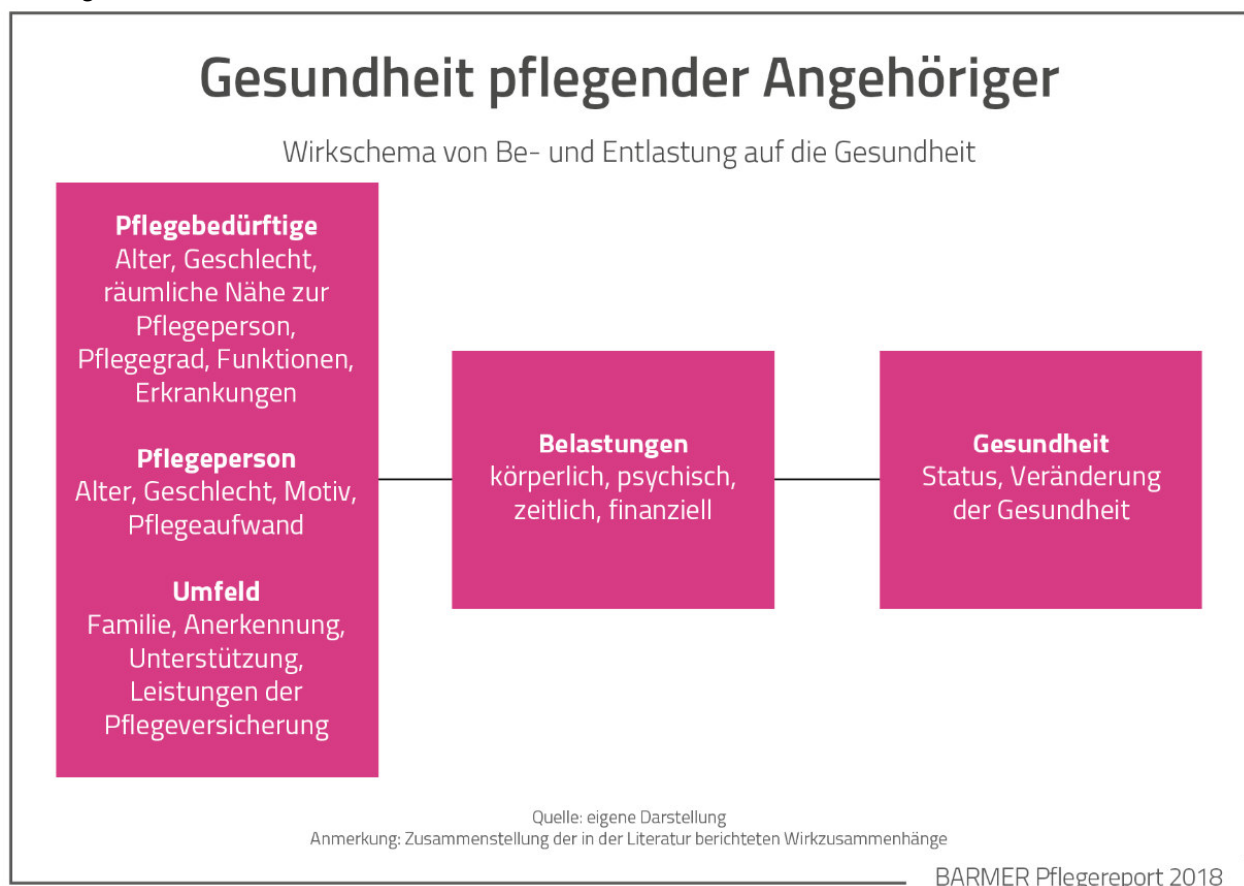 Gesundheit pflegender Angehöriger
Wirkschema von Be- und Entlastung auf die Gesundheit
Pflegebedürftige
Alter, Geschlecht,
räumliche Nähe zur
Pflegeperson,
Pflegegrad, Funktionen,
Erkrankungen
Pflegeperson
Alter, Geschlecht, Motiv,
Pflegeaufwand
Umfeld
Familie, Anerkennung,
Unterstützung,
Leistungen der
Pflegeversicherung
Belastungen
körperlich, psychisch,
zeitlich, finanziell
Gesundheit
Status, Veränderung
der Gesundheit
Quelle: eigene Darstellung
Anmerkung: Zusammenstellung der in der Literatur berichteten Wirkzusammenhänge
BARMER Pflegereport 2018